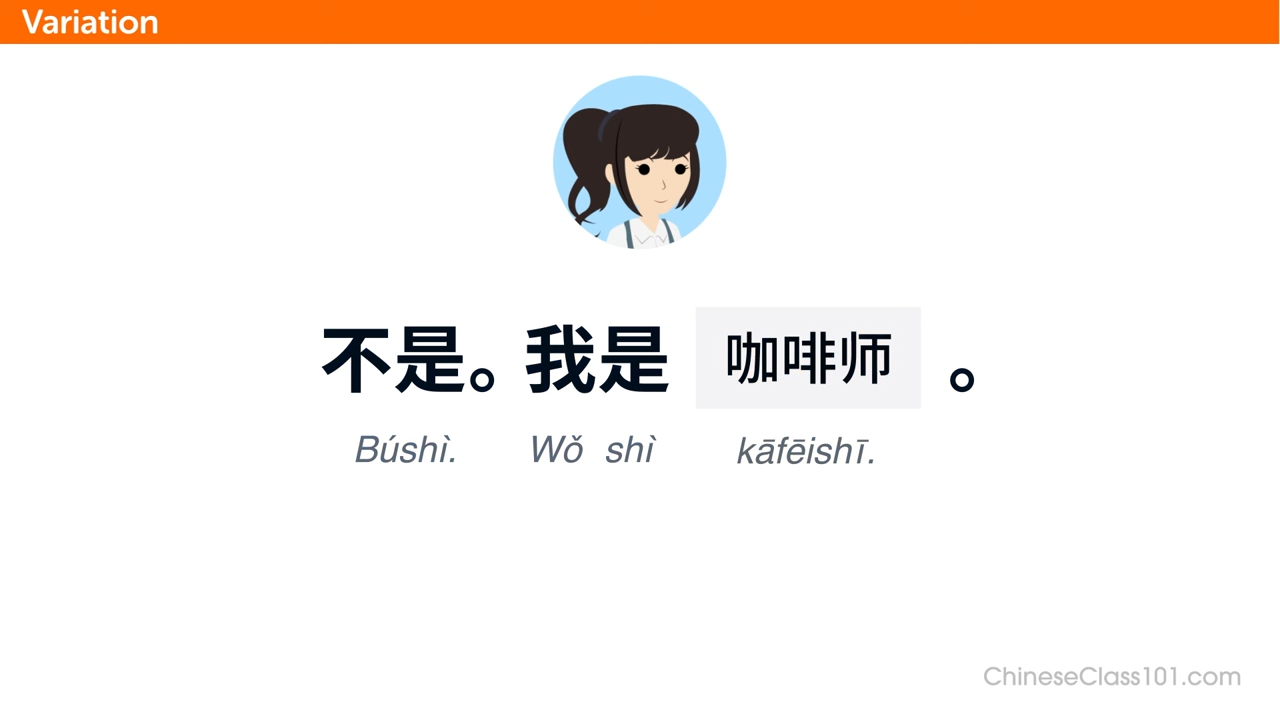 Variation
不是。我是 咖啡师 。
Búshì. Wǒ shì kāfēishī.
ChineseClass101.com